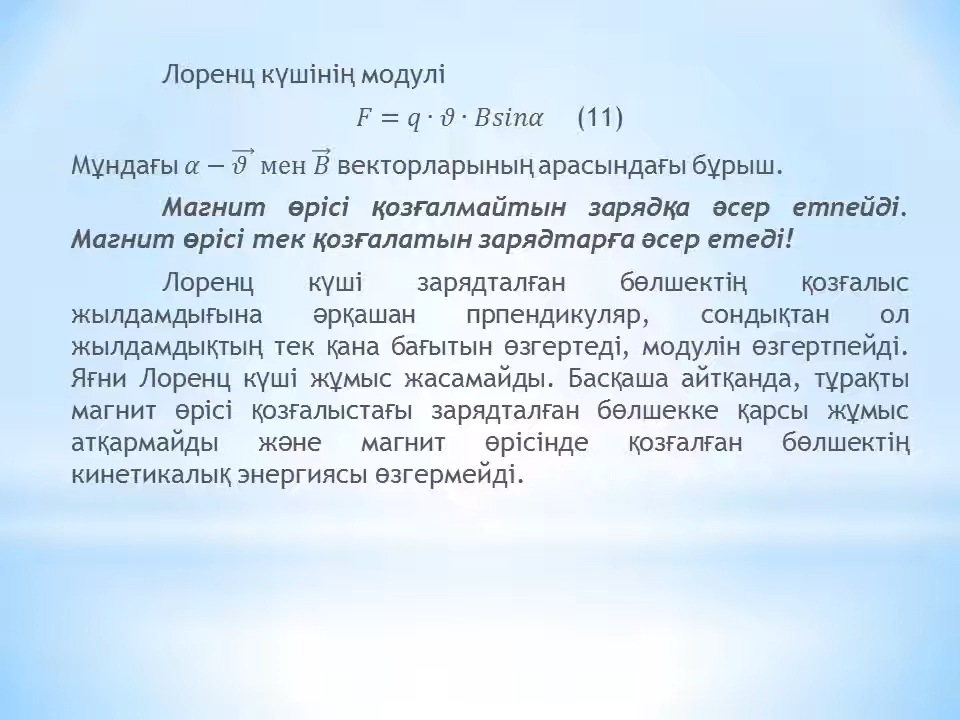 Лоренц күшінің модулі
F = q · ϑ · Bsinα (11)
Мұндағы α − ϑ⃗ мен B⃗ векторларының арасындағы бұрыш.
Магнит өрісі қозғалмайтын зарядқа әсер етпейді.
Магнит өрісі тек қозғалатын зарядтарға әсер етеді!
Лоренц күші зарядталған бөлшектің қозғалыс
жылдамдығына әрқашан прпендикуляр, сондықтан ол
жылдамдықтың тек қана бағытын өзгертеді, модулін өзгертпейді.
Яғни Лоренц күші жұмыс жасамайды. Басқаша айтқанда, тұрақты
магнит өрісі қозғалыстағы зарядталған бөлшекке қарсы жұмыс
атқармайды және магнит өрісінде қозғалған бөлшектің
кинетикалық энергиясы өзгермейді.